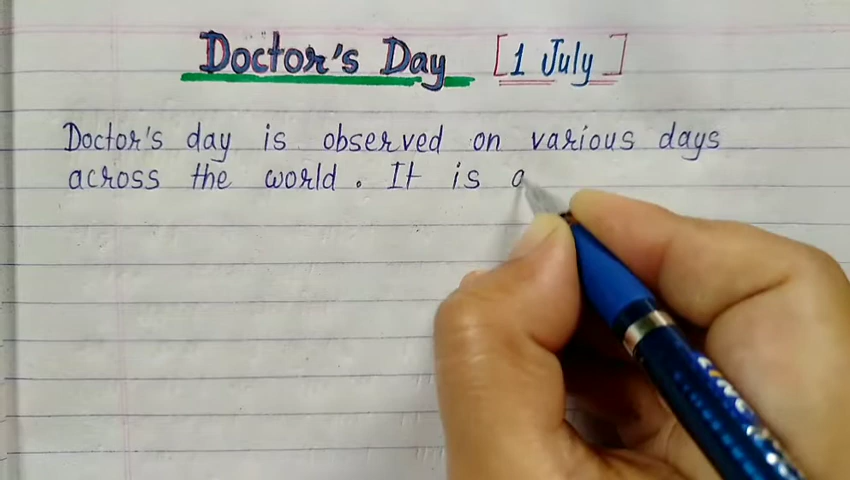 Doctor's Day [1 July]
Doctor's day is observed on various days
across the world. It is